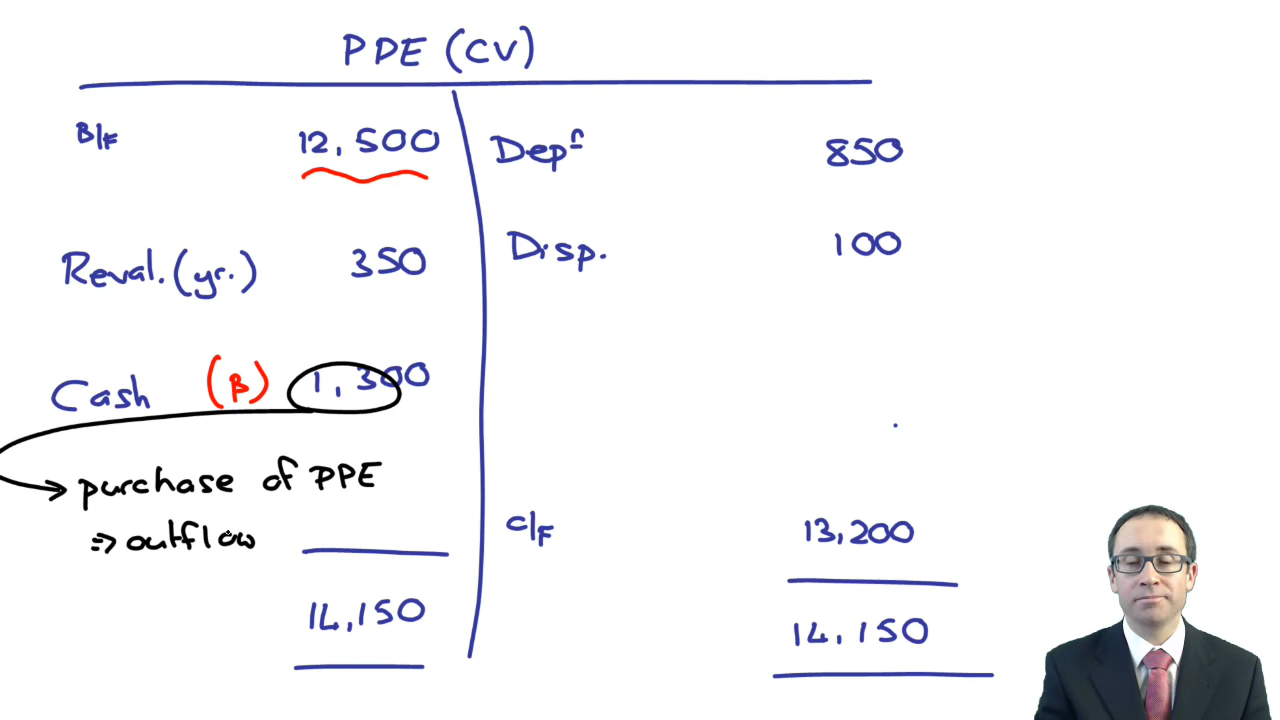 PPE (CV)
B/F 12,500 Depn 850
Reval. (yr.) 350 Disp. 100
Cash (B) 1,300
purchase of PPE
⇒ outflow
C/F 13,200
14,150 14,150